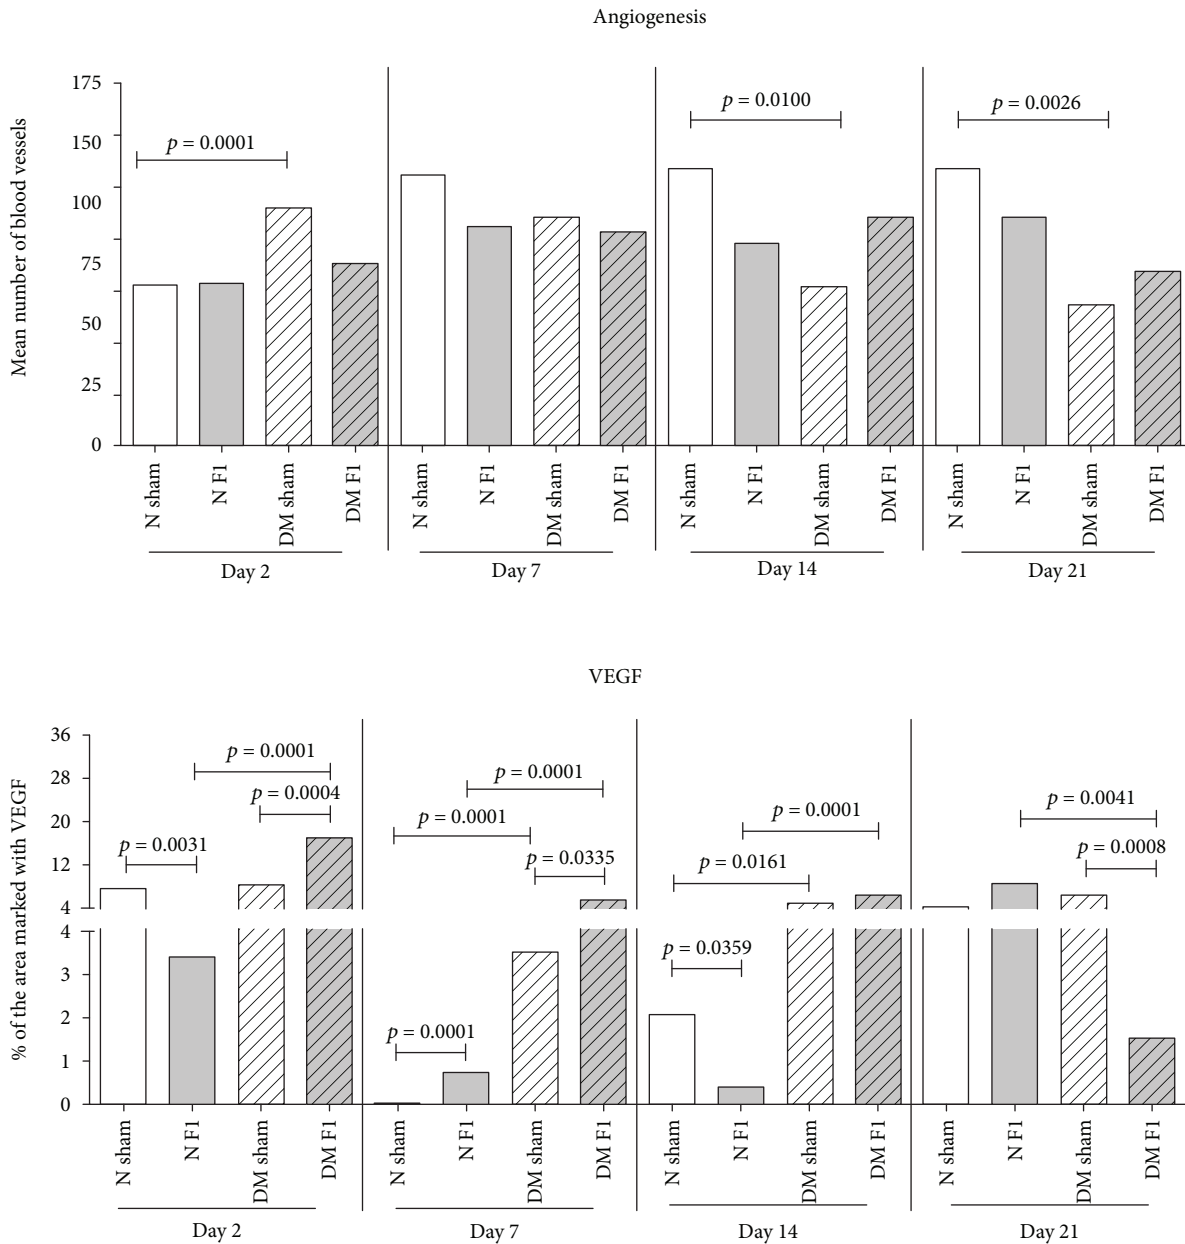 Angiogenesis
Mean number of blood vessels
175
150
100
75
50
25
0
p = 0.0001
p = 0.0100
p = 0.0026
N sham
N F1
DM sham
DM F1
N sham
N F1
DM sham
DM F1
N sham
N F1
DM sham
DM F1
N sham
N F1
DM sham
DM F1
Day 2
Day 7
Day 14
Day 21
VEGF
% of the area marked with VEGF
36
28
20
12
4
4
3
2
1
0
p = 0.0001
p = 0.0004
p = 0.0031
p = 0.0001
p = 0.0001
p = 0.0335
p = 0.0001
p = 0.0001
p = 0.0161
p = 0.0359
p = 0.0041
p = 0.0008
N sham
N F1
DM sham
DM F1
N sham
N F1
DM sham
DM F1
N sham
N F1
DM sham
DM F1
N sham
N F1
DM sham
DM F1
Day 2
Day 7
Day 14
Day 21